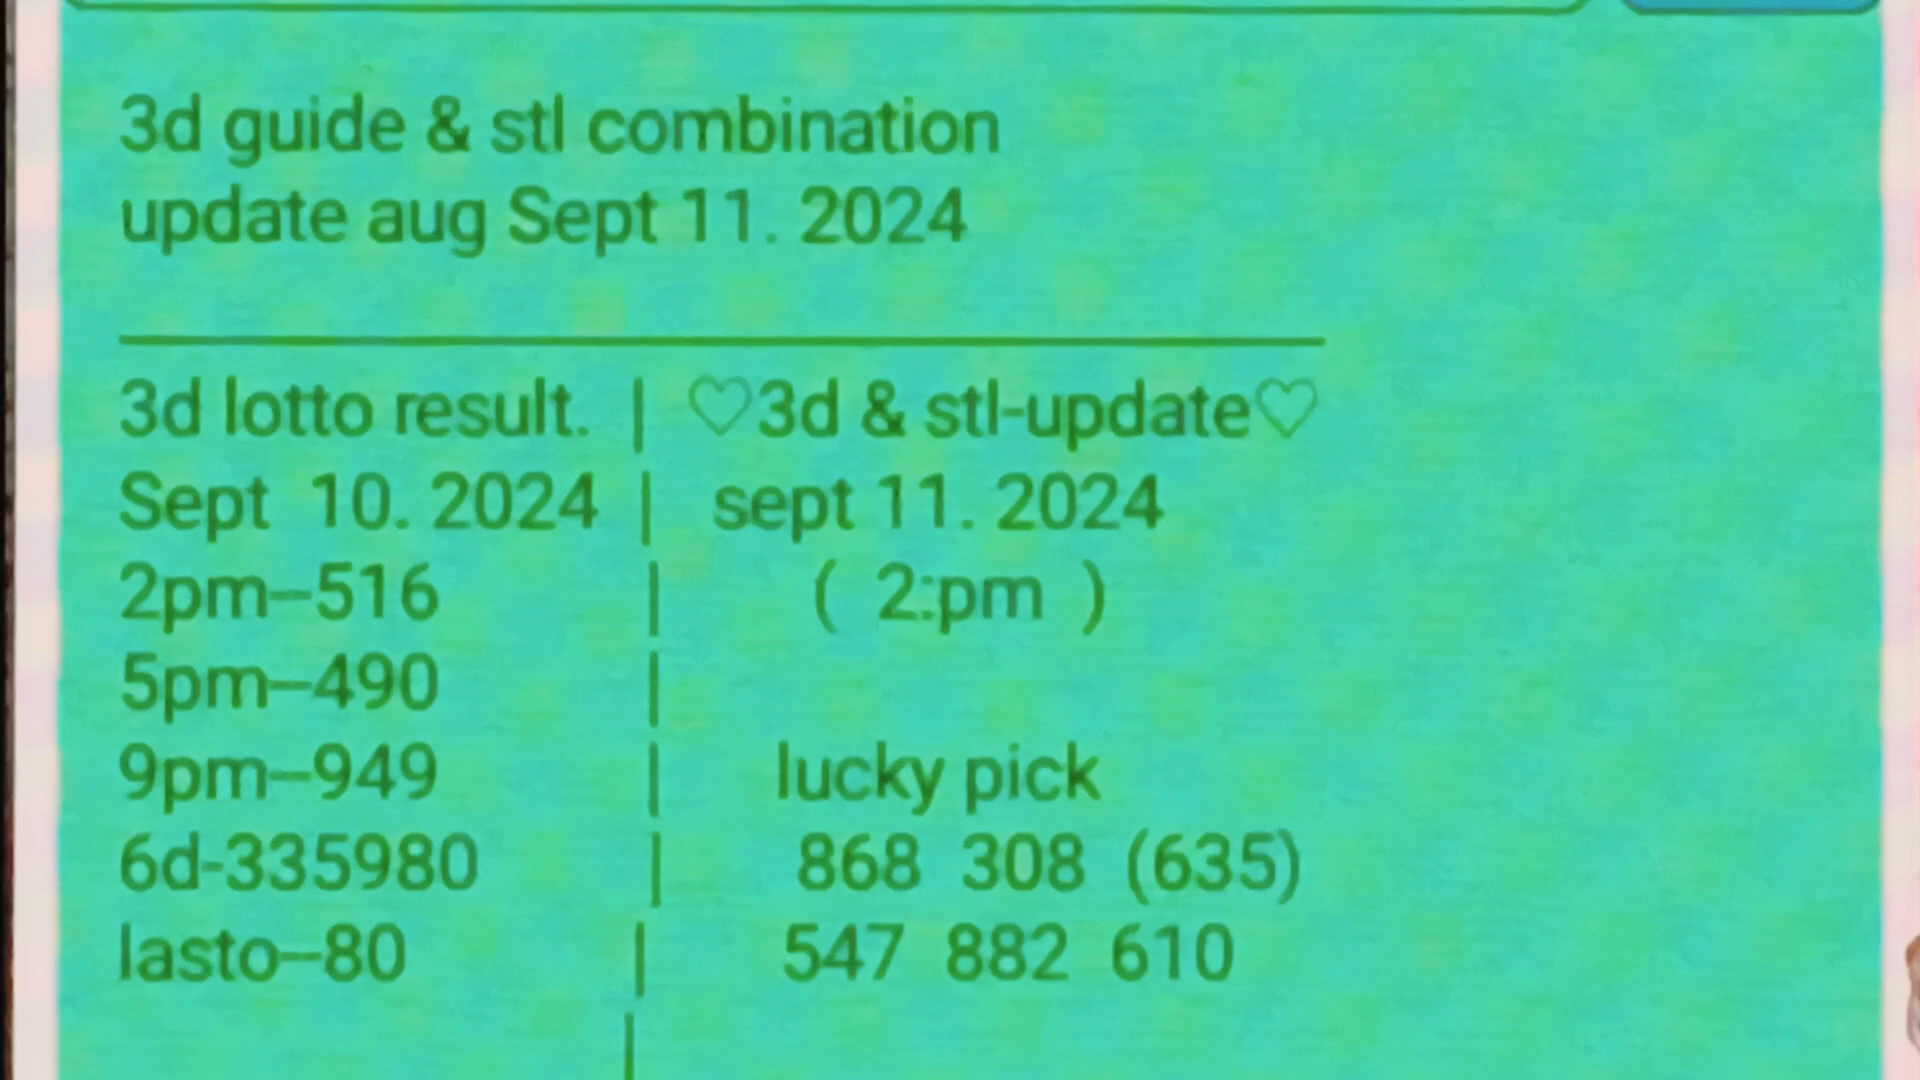 3d guide & stl combination
update aug Sept 11. 2024
3d lotto result. | ♡3d & stl-update♡
Sept 10. 2024 | sept 11. 2024
2pm–516 | ( 2:pm )
5pm–490 |
9pm–949 | lucky pick
6d-335980 | 868 308 (635)
lasto–80 | 547 882 610
|